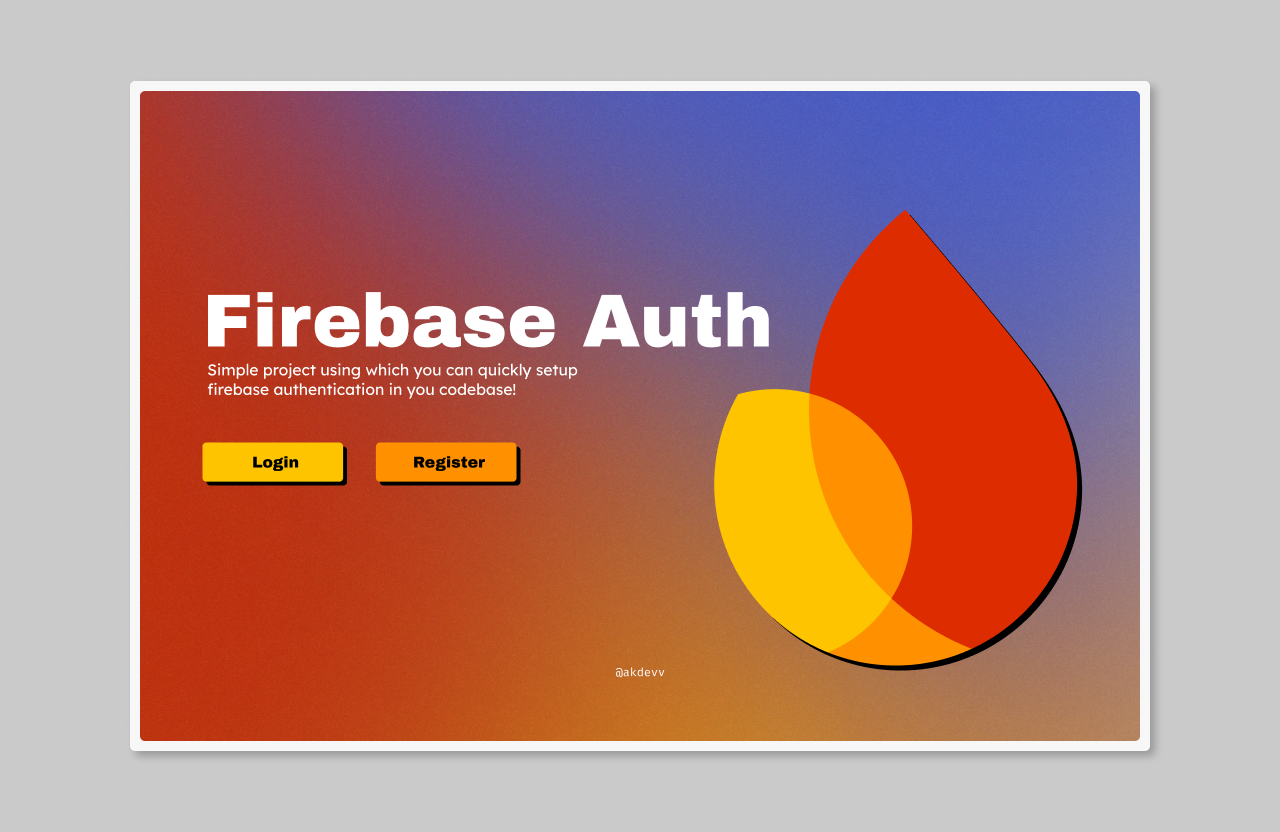 Firebase Auth
Simple project using which you can quickly setup
firebase authentication in you codebase!
Login
Register
@akdevv